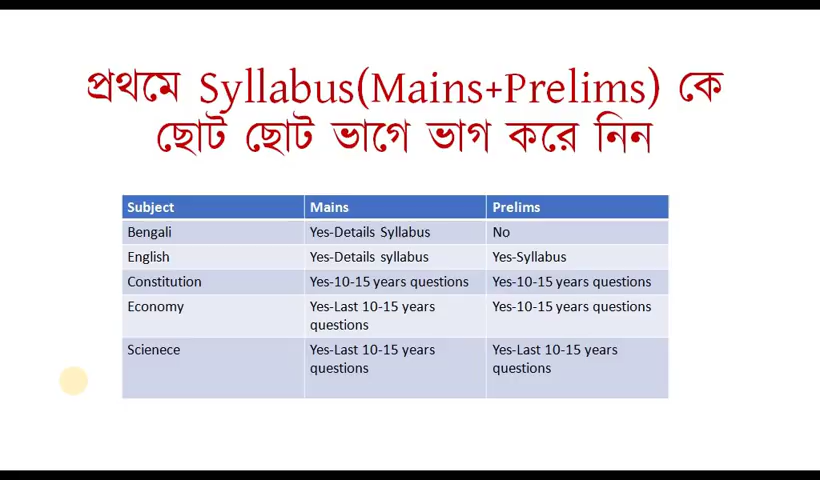 প্রথমে Syllabus(Mains+Prelims) কে
ছোট ছোট ভাগে ভাগ করে নিন
Subject Mains Prelims
Bengali Yes-Details Syllabus No
English Yes-Details syllabus Yes-Syllabus
Constitution Yes-10-15 years questions Yes-10-15 years questions
Economy Yes-Last 10-15 years Yes-10-15 years questions
questions
Scienece Yes-Last 10-15 years Yes-Last 10-15 years
questions questions